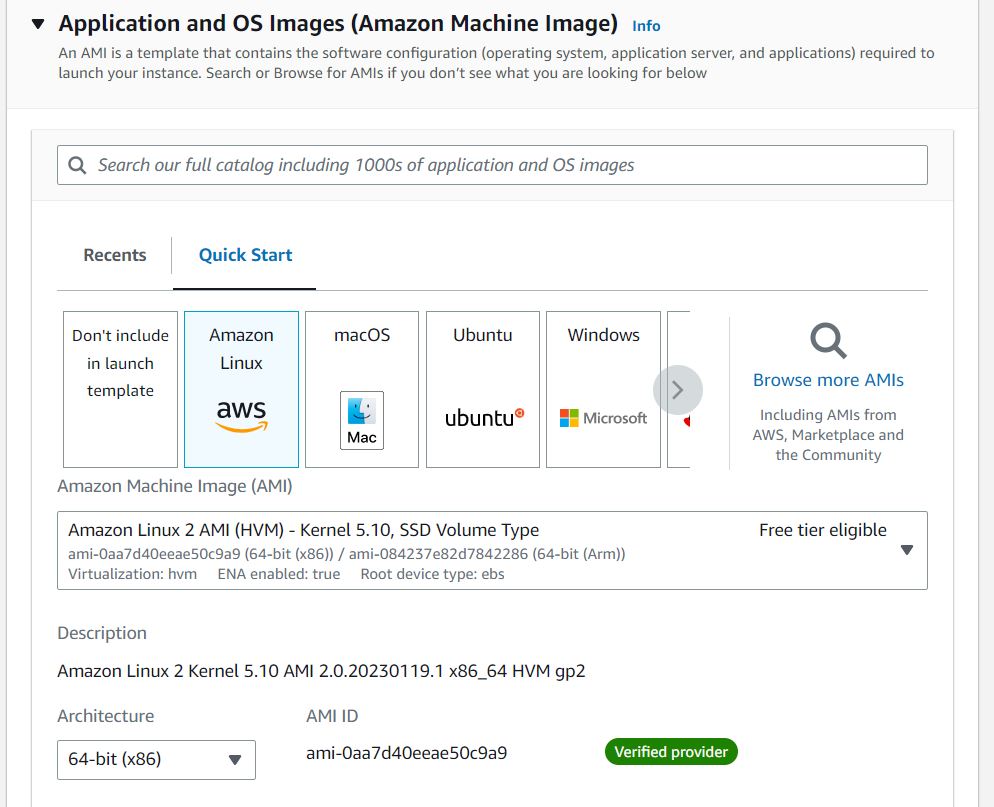 Application and OS Images (Amazon Machine Image) Info
An AMI is a template that contains the software configuration (operating system, application server, and applications) required to
launch your instance. Search or Browse for AMIs if you don’t see what you are looking for below
Search our full catalog including 1000s of application and OS images
Recents
Quick Start
Don't include
in launch
template
Amazon
Linux
aws
macOS
Mac
Ubuntu
ubuntu
Windows
Microsoft
Browse more AMIs
Including AMIs from
AWS, Marketplace and
the Community
Amazon Machine Image (AMI)
Amazon Linux 2 AMI (HVM) - Kernel 5.10, SSD Volume Type
Free tier eligible
ami-0aa7d40eeae50c9a9 (64-bit (x86)) / ami-084237e82d7842286 (64-bit (Arm))
Virtualization: hvm ENA enabled: true Root device type: ebs
Description
Amazon Linux 2 Kernel 5.10 AMI 2.0.20230119.1 x86_64 HVM gp2
Architecture
AMI ID
64-bit (x86)
ami-0aa7d40eeae50c9a9
Verified provider